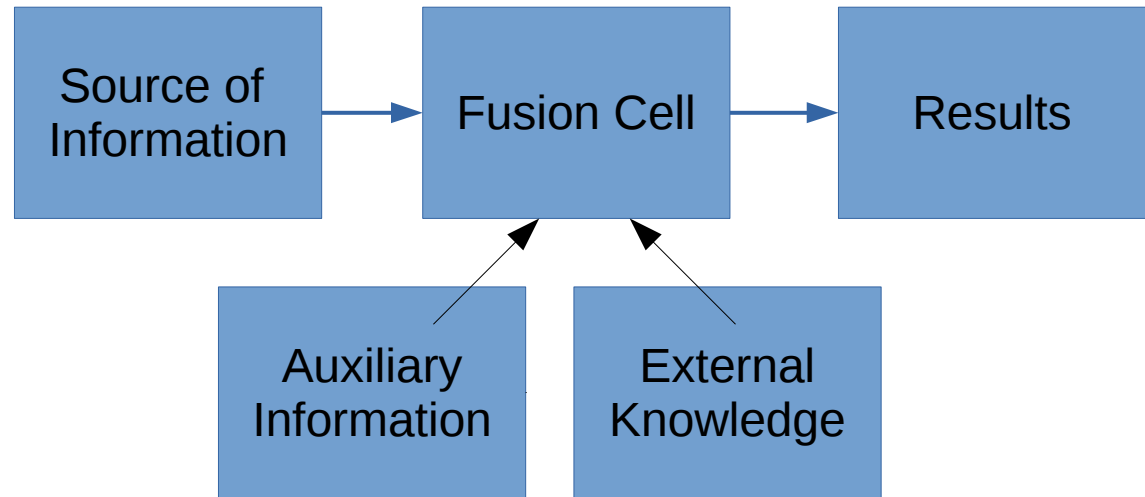 Source of
Information
Fusion Cell
Results
Auxiliary
Information
External
Knowledge